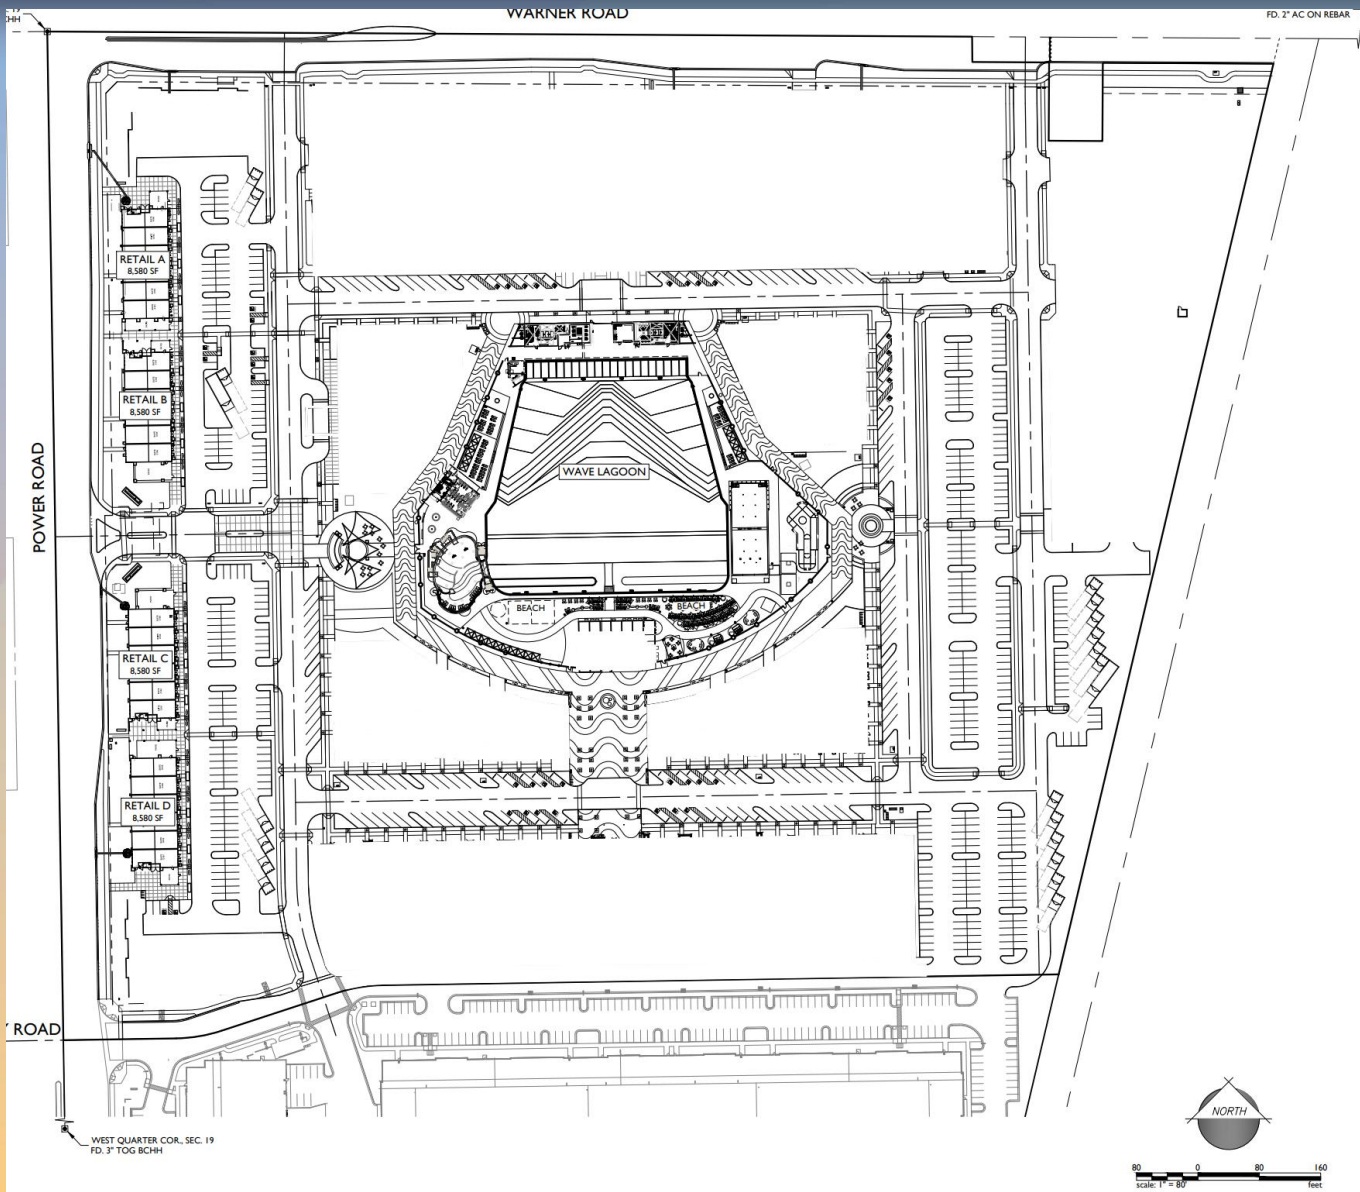 WARNER ROAD
FD. 2" AC ON REBAR
RETAIL A
8,580 SF
RETAIL B
8,580 SF
POWER ROAD
WAVE LAGOON
BEACH
BEACH
RETAIL C
8,580 SF
RETAIL D
8,580 SF
ROAD
WEST QUARTER COR., SEC. 19
FD. 3" TOG BCHH
NORTH
80 0 80 160
scale: 1" = 80' feet